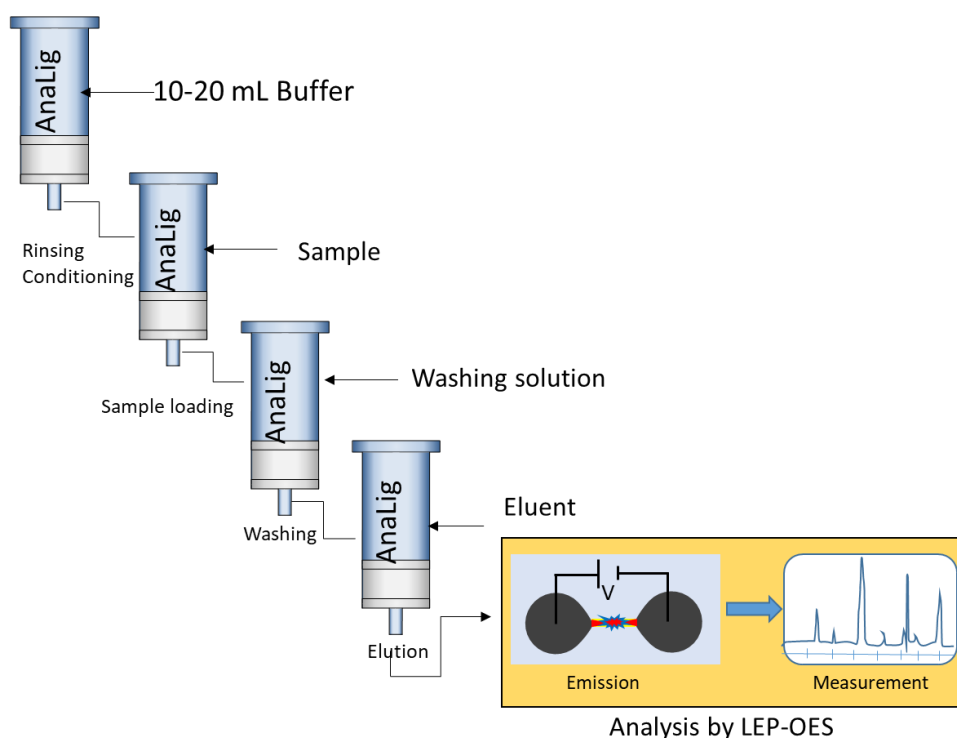 AnaLig
10-20 mL Buffer
Rinsing
Conditioning
AnaLig
Sample
Sample loading
AnaLig
Washing solution
Washing
AnaLig
Eluent
Elution
V
Emission
Measurement
Analysis by LEP-OES